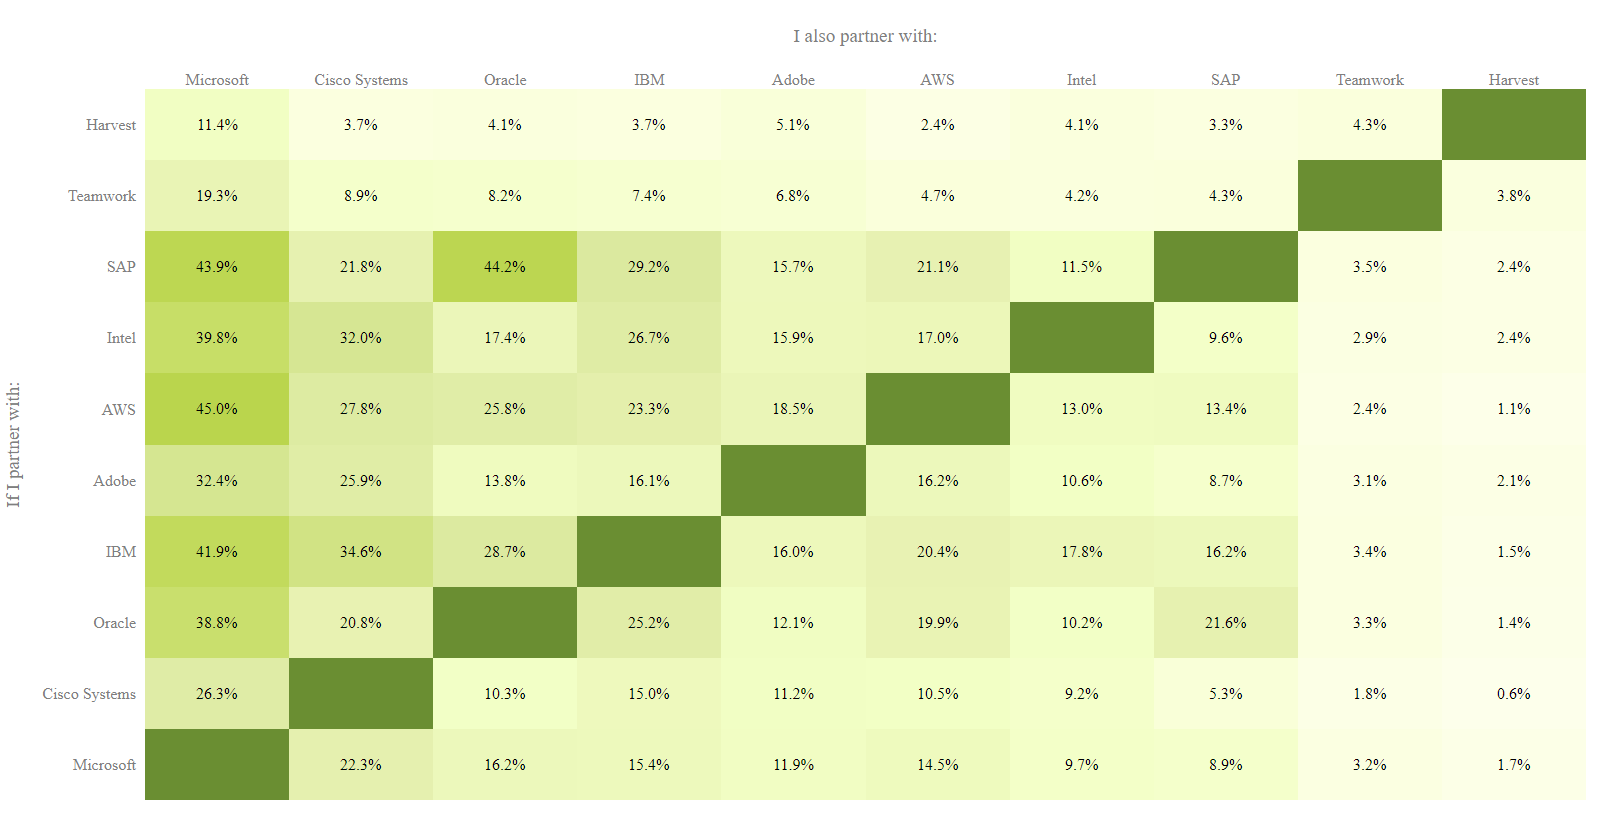 I also partner with:
Microsoft Cisco Systems Oracle IBM Adobe AWS Intel SAP Teamwork Harvest
Harvest 11.4% 3.7% 4.1% 3.7% 5.1% 2.4% 4.1% 3.3% 4.3%
Teamwork 19.3% 8.9% 8.2% 7.4% 6.8% 4.7% 4.2% 4.3% 3.8%
SAP 43.9% 21.8% 44.2% 29.2% 15.7% 21.1% 11.5% 3.5% 2.4%
Intel 39.8% 32.0% 17.4% 26.7% 15.9% 17.0% 9.6% 2.9% 2.4%
AWS 45.0% 27.8% 25.8% 23.3% 18.5% 13.0% 13.4% 2.4% 1.1%
If I partner with:
Adobe 32.4% 25.9% 13.8% 16.1% 16.2% 10.6% 8.7% 3.1% 2.1%
IBM 41.9% 34.6% 28.7% 16.0% 20.4% 17.8% 16.2% 3.4% 1.5%
Oracle 38.8% 20.8% 25.2% 12.1% 19.9% 10.2% 21.6% 3.3% 1.4%
Cisco Systems 26.3% 10.3% 15.0% 11.2% 10.5% 9.2% 5.3% 1.8% 0.6%
Microsoft 22.3% 16.2% 15.4% 11.9% 14.5% 9.7% 8.9% 3.2% 1.7%